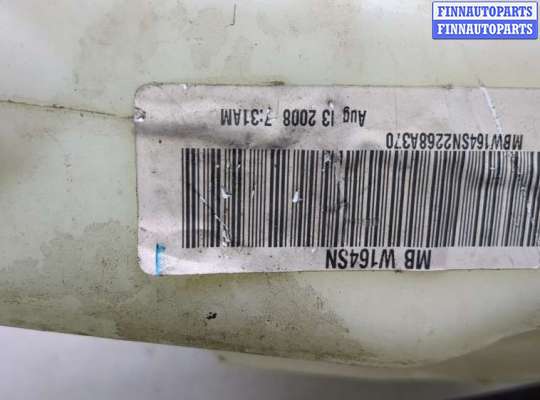 FINNAUTOPARTS
FINNAUTOPARTS
MB W164SN
MBW164SN2268A370
Aug 13 2008 7:31AM